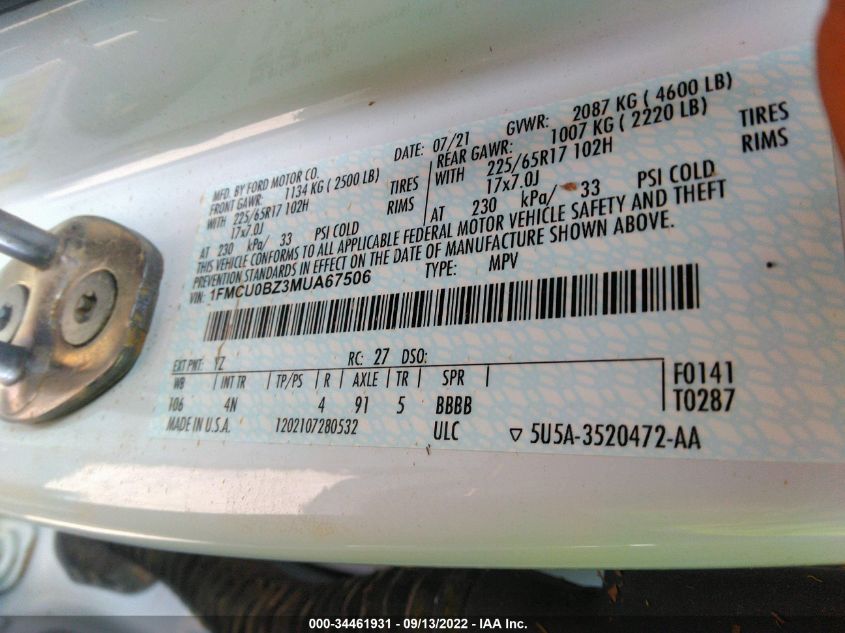 MFD. BY FORD MOTOR CO.
DATE: 07/21 GVWR: 2087 KG ( 4600 LB)
FRONT GAWR: 1134 KG ( 2500 LB)
REAR GAWR: 1007 KG ( 2220 LB)
WITH 225/65R17 102H TIRES
WITH 225/65R17 102H TIRES
17x7.0J RIMS
17x7.0J RIMS
AT 230 kPa/ 33 PSI COLD
AT 230 kPa/ 33 PSI COLD
THIS VEHICLE CONFORMS TO ALL APPLICABLE FEDERAL MOTOR VEHICLE SAFETY AND THEFT
PREVENTION STANDARDS IN EFFECT ON THE DATE OF MANUFACTURE SHOWN ABOVE.
VIN: 1FMCU0BZ3MUA67506 TYPE: MPV
EXT PNT: YZ RC: 27 DSO:
WB INT TR TP/PS R AXLE TR SPR
106 4N 4 91 5 BBBB
F0141
T0287
MADE IN U.S.A. 1202107280532 ULC ▽ 5U5A-3520472-AA
000-34461931 - 09/13/2022 - IAA Inc.